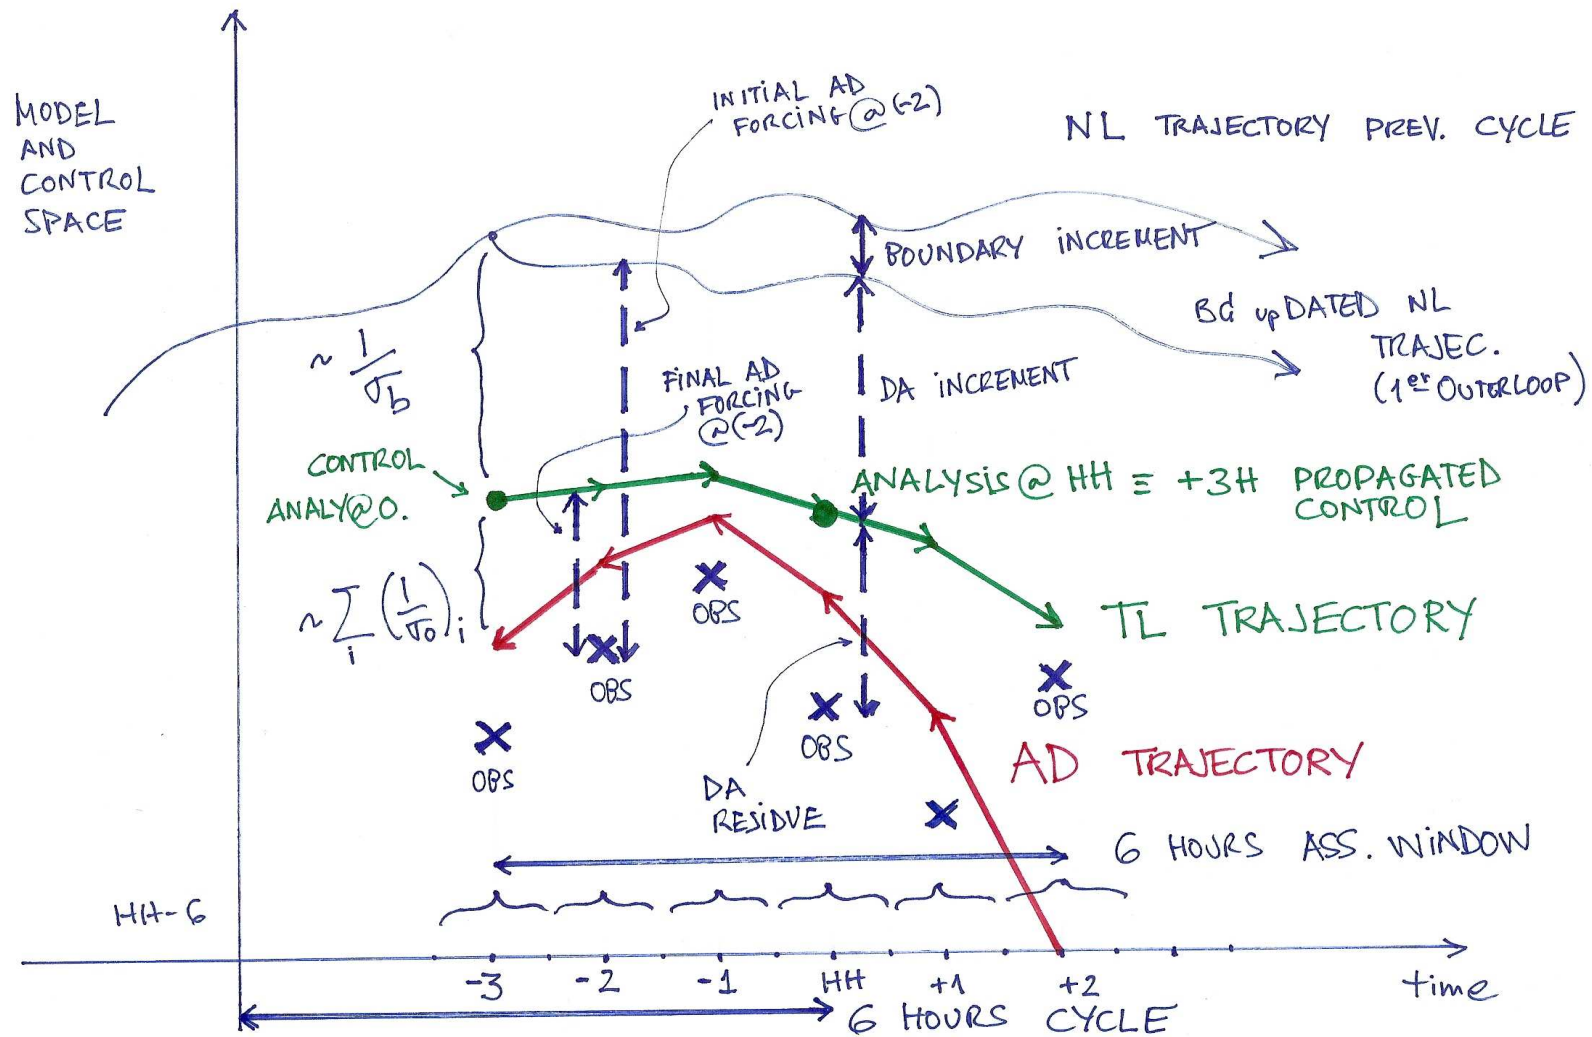 MODEL
AND
CONTROL
SPACE
INITIAL AD
FORCING @ (-2)
NL TRAJECTORY PREV. CYCLE
BOUNDARY INCREMENT
BG upDATED NL
TRAJEC.
(1er OUTERLOOP)
~ 1/σb
FINAL AD
FORCING
@(-2)
DA INCREMENT
CONTROL
ANALY@0.
ANALYSIS @ HH ≡ +3H PROPAGATED
CONTROL
~ ∑i (1/σo)i
OBS
TL TRAJECTORY
OBS
OBS
OBS
OBS
AD TRAJECTORY
DA
RESIDUE
6 HOURS ASS. WINDOW
HH-6
-3 -2 -1 HH +1 +2
time
6 HOURS CYCLE